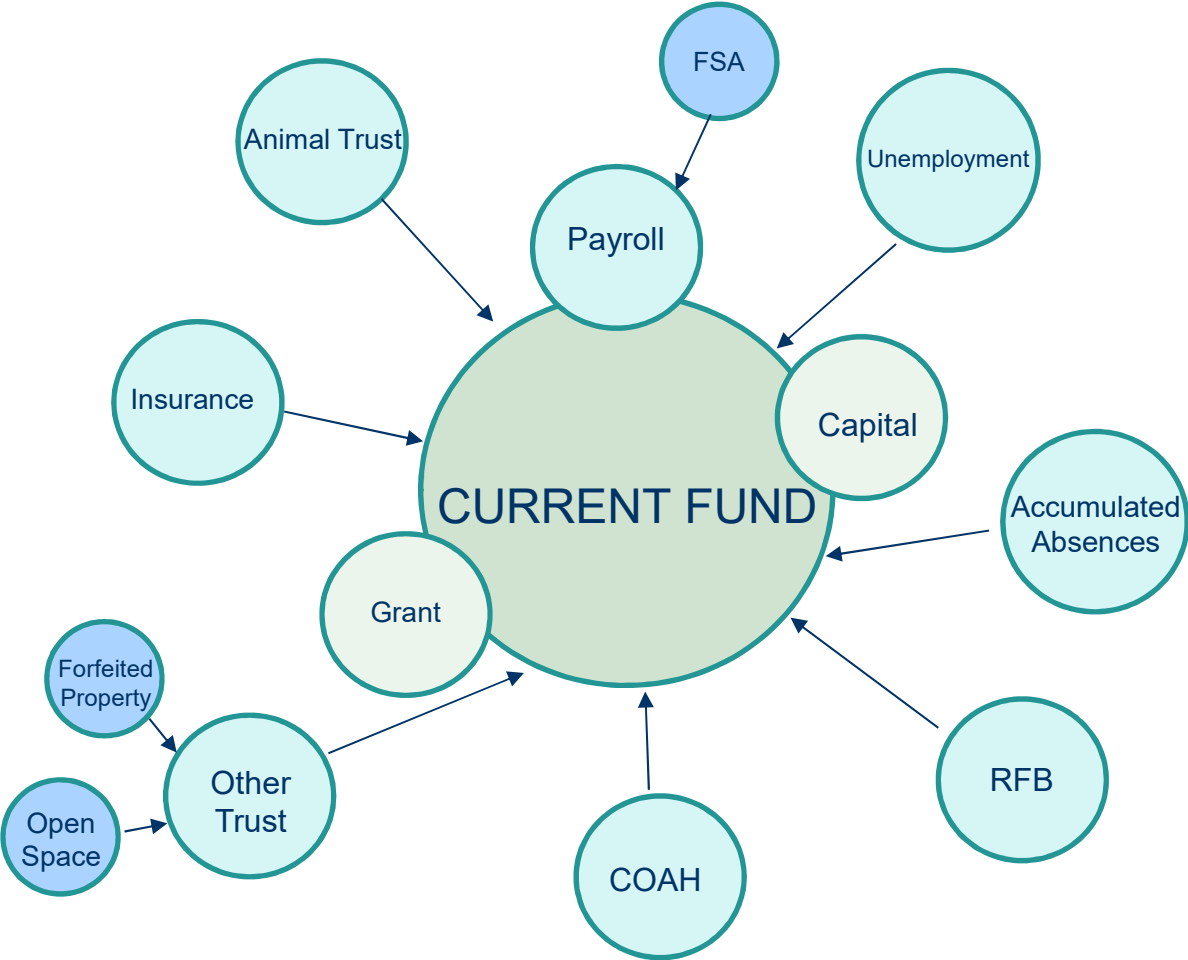 FSA
Animal Trust
Unemployment
Payroll
Insurance
Capital
CURRENT FUND
Accumulated
Absences
Grant
Forfeited
Property
Other
Trust
RFB
Open
Space
COAH